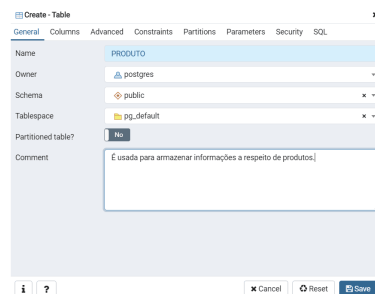 Create - Table
General Columns Advanced Constraints Partitions Parameters Security SQL
Name PRODUTO
Owner postgres
Schema public
Tablespace pg_default
Partitioned table? No
Comment É usada para armazenar informações a respeito de produtos.
i ? Cancel Reset Save